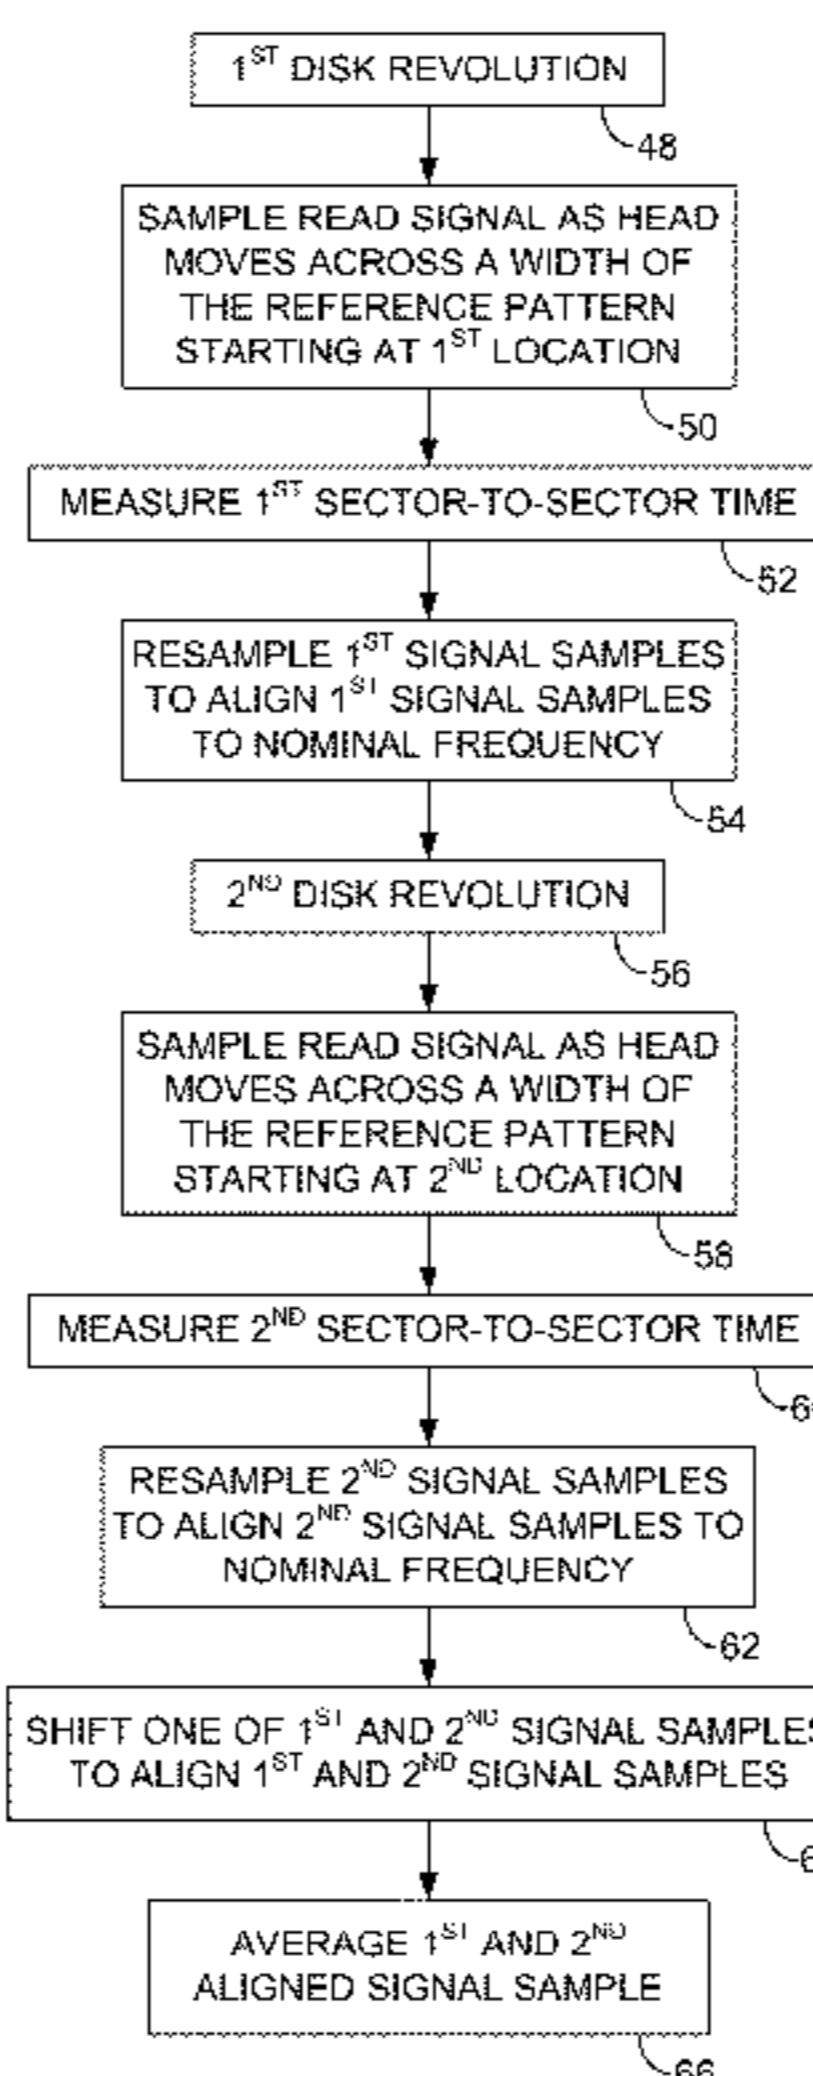 1ST DISK REVOLUTION
48
SAMPLE READ SIGNAL AS HEAD
MOVES ACROSS A WIDTH OF
THE REFERENCE PATTERN
STARTING AT 1ST LOCATION
50
MEASURE 1ST SECTOR-TO-SECTOR TIME
52
RESAMPLE 1ST SIGNAL SAMPLES
TO ALIGN 1ST SIGNAL SAMPLES
TO NOMINAL FREQUENCY
54
2ND DISK REVOLUTION
56
SAMPLE READ SIGNAL AS HEAD
MOVES ACROSS A WIDTH OF
THE REFERENCE PATTERN
STARTING AT 2ND LOCATION
58
MEASURE 2ND SECTOR-TO-SECTOR TIME
RESAMPLE 2ND SIGNAL SAMPLES
TO ALIGN 2ND SIGNAL SAMPLES TO
NOMINAL FREQUENCY
62
SHIFT ONE OF 1ST AND 2ND SIGNAL SAMPLES
TO ALIGN 1ST AND 2ND SIGNAL SAMPLES
AVERAGE 1ST AND 2ND
ALIGNED SIGNAL SAMPLE
66